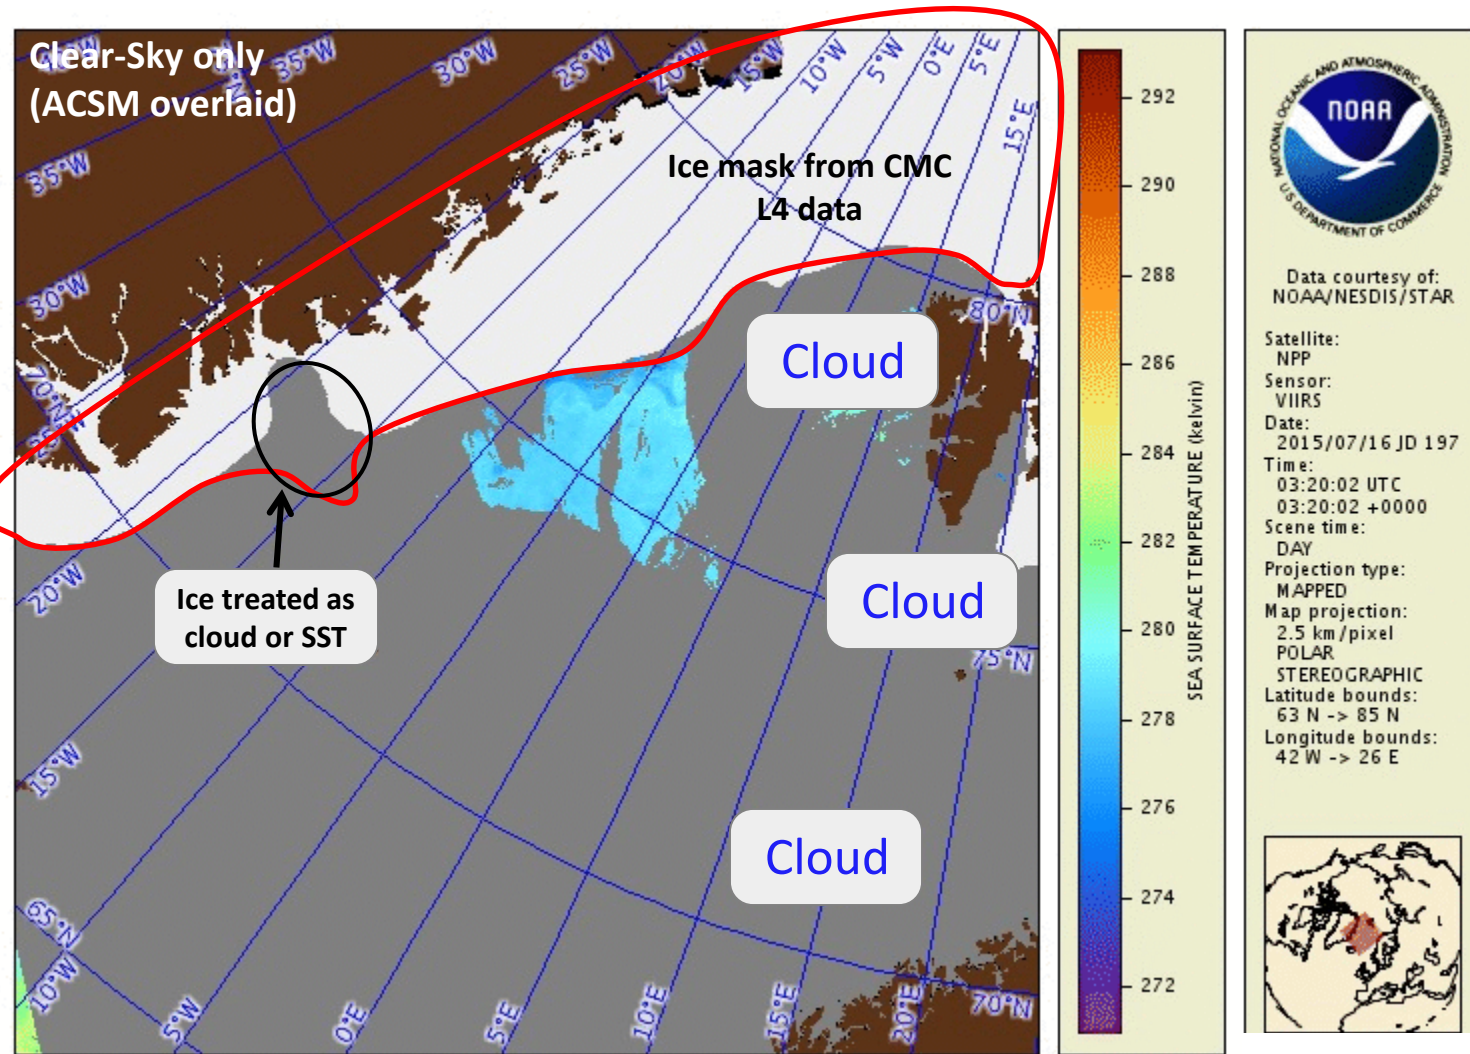 Clear-Sky only
(ACSM overlaid)
35°W
30°W
25°W
20°W
15°W
10°W
5°W
0°E
5°E
15°E
35°W
30°W
70°N
25°W
20°W
15°W
65°N
10°W
5°W
0°E
5°E
10°E
15°E
20°E
70°N
75°N
80°N
Ice mask from CMC
L4 data
Cloud
Cloud
Cloud
Ice treated as
cloud or SST
292
290
288
286
284
282
280
278
276
274
272
SEA SURFACE TEMPERATURE (kelvin)
NATIONAL OCEANIC AND ATMOSPHERIC ADMINISTRATION
NOAA
U.S. DEPARTMENT OF COMMERCE
Data courtesy of:
NOAA/NESDIS/STAR
Satellite:
NPP
Sensor:
VIIRS
Date:
2015/07/16 JD 197
Time:
03:20:02 UTC
03:20:02 +0000
Scene time:
DAY
Projection type:
MAPPED
Map projection:
2.5 km/pixel
POLAR
STEREOGRAPHIC
Latitude bounds:
63 N -> 85 N
Longitude bounds:
42 W -> 26 E